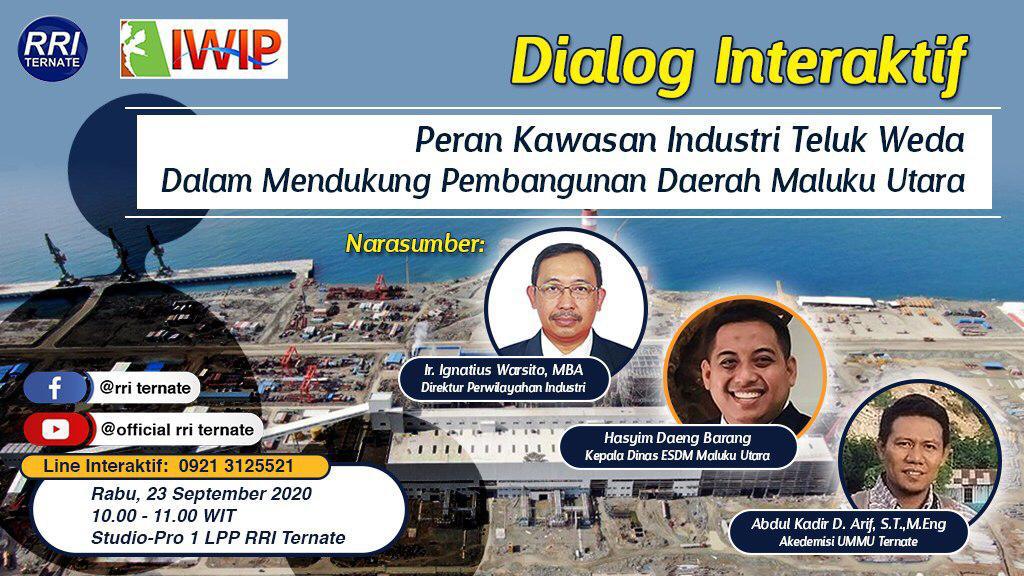 RRI
TERNATE
IWIP
Dialog Interaktif
Peran Kawasan Industri Teluk Weda
Dalam Mendukung Pembangunan Daerah Maluku Utara
Narasumber:
Ir. Ignatius Warsito, MBA
Direktur Perwilayahan Industri
Hasyim Daeng Barang
Kepala Dinas ESDM Maluku Utara
Abdul Kadir D. Arif, S.T.,M.Eng
Akedemisi UMMU Ternate
@rri ternate
@official rri ternate
Line Interaktif: 0921 3125521
Rabu, 23 September 2020
10.00 - 11.00 WIT
Studio-Pro 1 LPP RRI Ternate